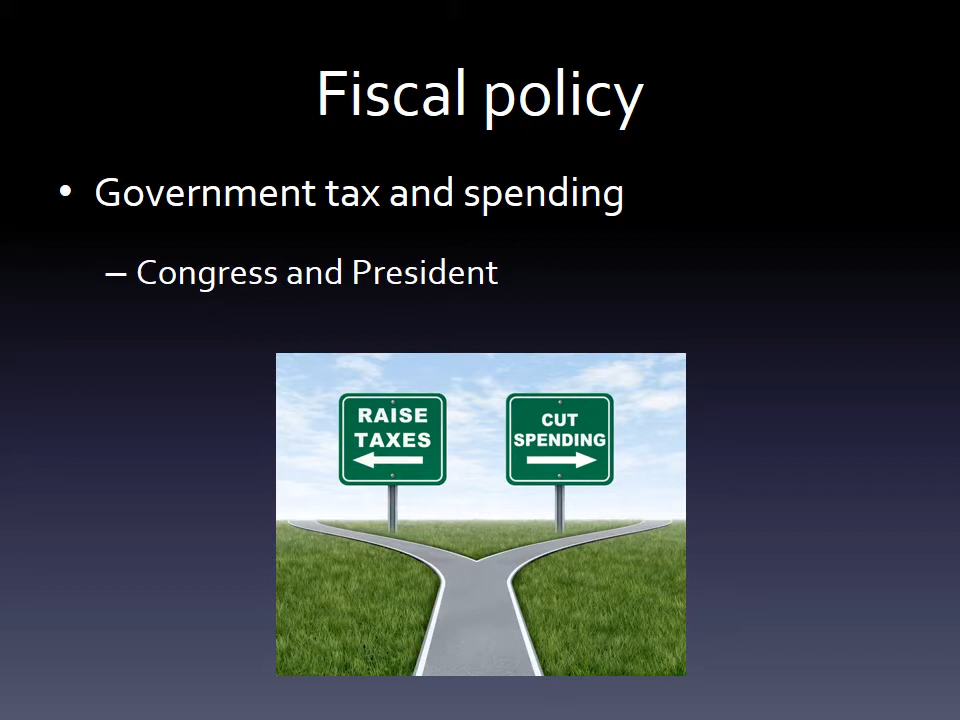 Fiscal policy
• Government tax and spending
– Congress and President
RAISE
TAXES
CUT
SPENDING